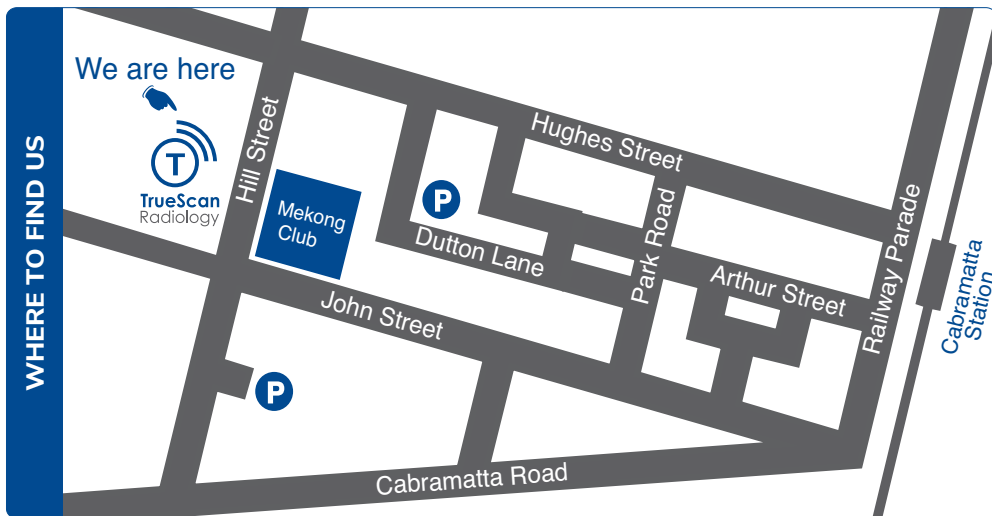 WHERE TO FIND US
We are here
T
TrueScan
Radiology
Hill Street
Mekong
Club
P
Hughes Street
Dutton Lane
Park Road
Arthur Street
Railway Parade
Cabramatta
Station
John Street
P
Cabramatta Road